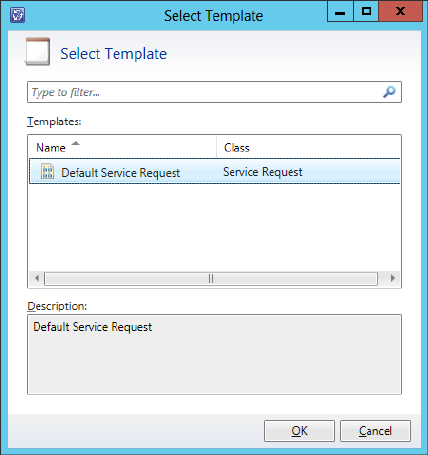 Select Template
Select Template
Type to filter...
Templates:
Name Class
Default Service Request Service Request
Description:
Default Service Request
OK Cancel